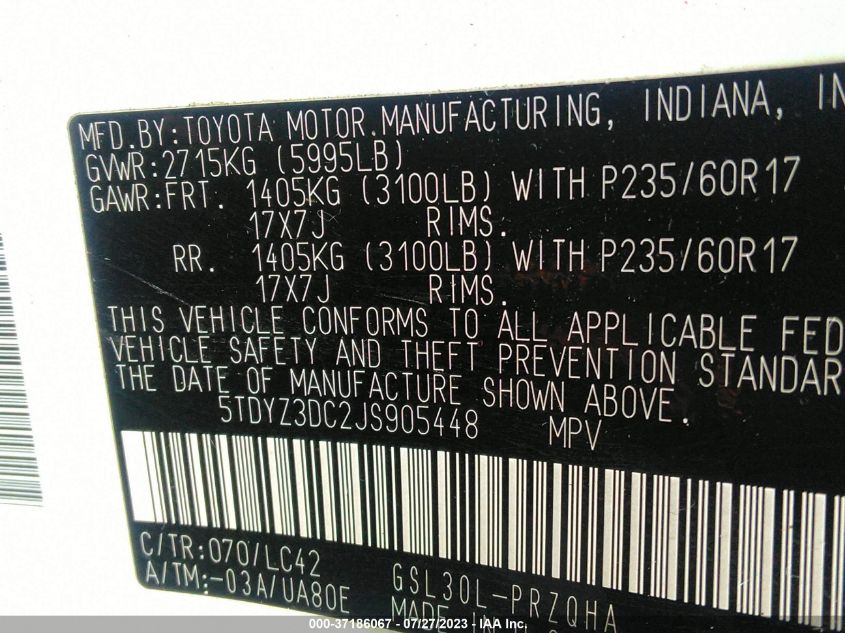 MFD.BY:TOYOTA MOTOR.MANUFACTURING, INDIANA,
GVWR:2715KG (5995LB)
GAWR:FRT. 1405KG (3100LB) WITH P235/60R17
17X7J RIMS.
RR. 1405KG (3100LB) WITH P235/60R17
17X7J RIMS.
THIS VEHICLE CONFORMS TO ALL APPLICABLE FED
VEHICLE SAFETY AND THEFT PREVENTION STANDAR
THE DATE OF MANUFACTURE SHOWN ABOVE.
5TDYZ3DC2JS905448 MPV
C/TR:070/LC42
A/TM:-03A/UA80E GSL30L-PRZQHA
MADE
000-37186067 / 07/27/2023 - © IAA Inc.